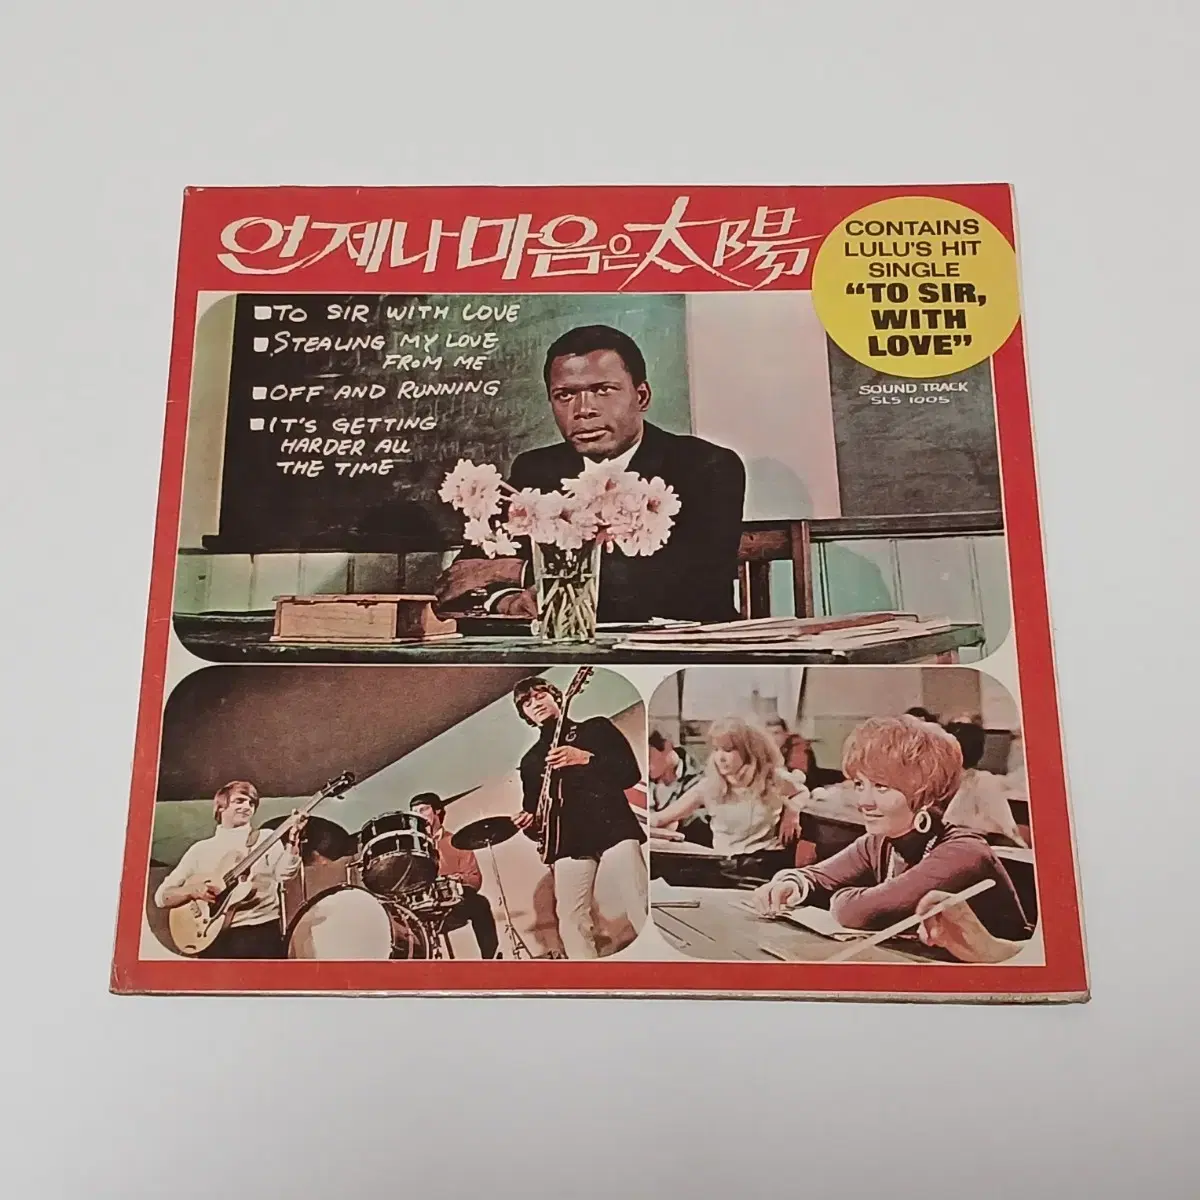 언제나 마음은 太陽
CONTAINS
LULU'S HIT
SINGLE
"TO SIR,
WITH
LOVE"
SOUND TRACK
SLS 1005
TO SIR WITH LOVE
STEALING MY LOVE
FROM ME
OFF AND RUNNING
IT'S GETTING
HARDER ALL
THE TIME